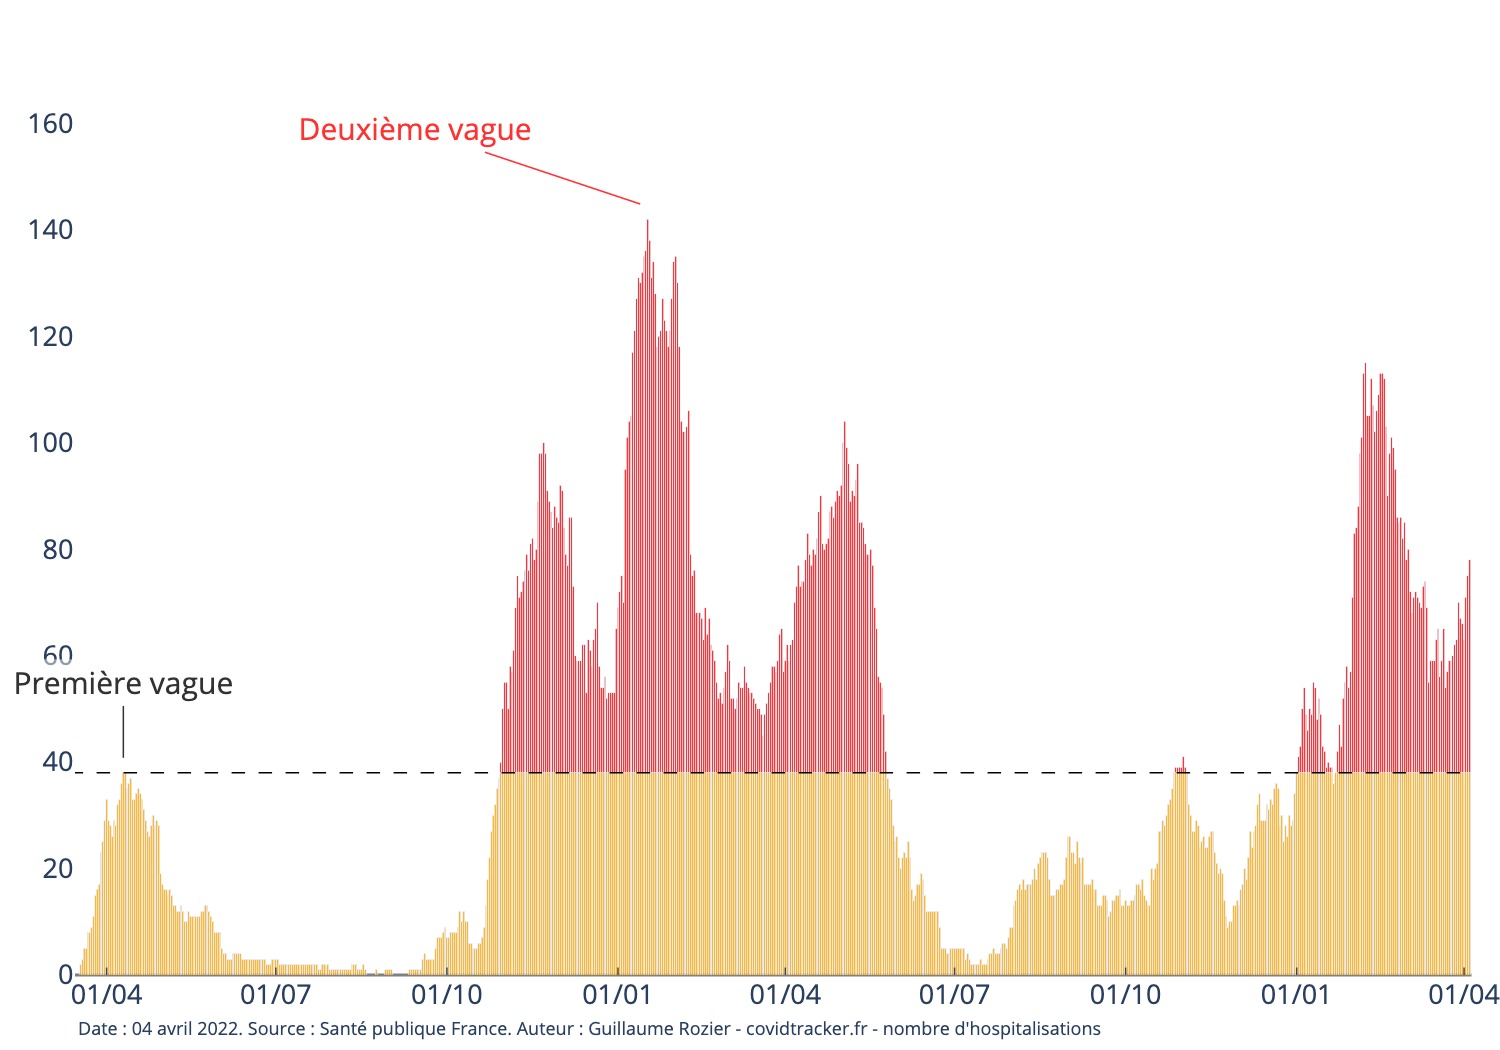 160
Deuxième vague
140
120
100
80
60
Première vague
40
20
0
01/04 01/07 01/10 01/01 01/04 01/07 01/10 01/01 01/04
Date : 04 avril 2022. Source : Santé publique France. Auteur : Guillaume Rozier - covidtracker.fr - nombre d'hospitalisations